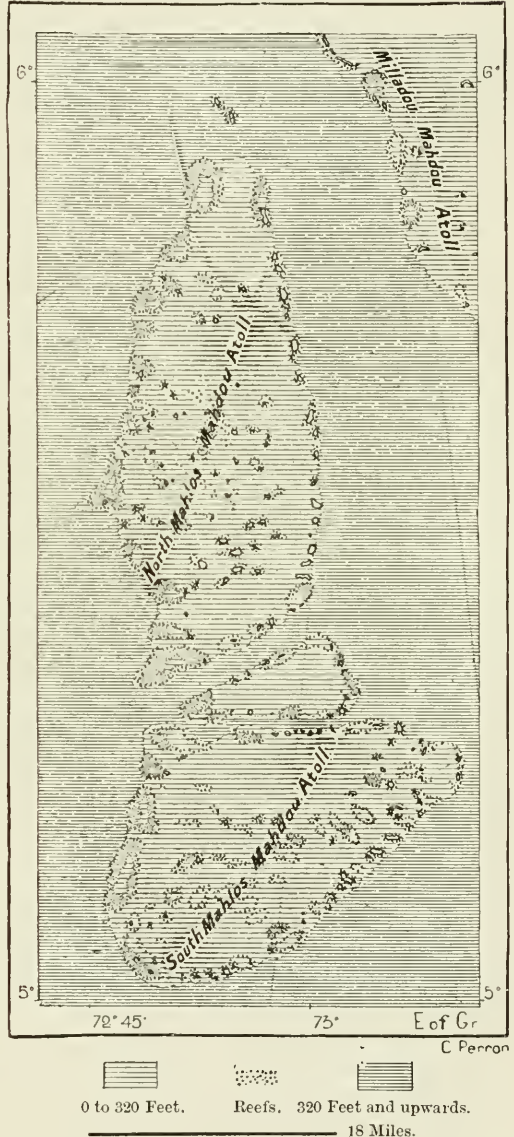 6° 6°
Milladou Mahdou Atoll
North Mahlos Mahdou Atoll
South Mahlos Mahdou Atoll
5° 5°
72° 45' 73° E of Gr
C Perron
0 to 320 Feet. Reefs. 320 Feet and upwards.
18 Miles.